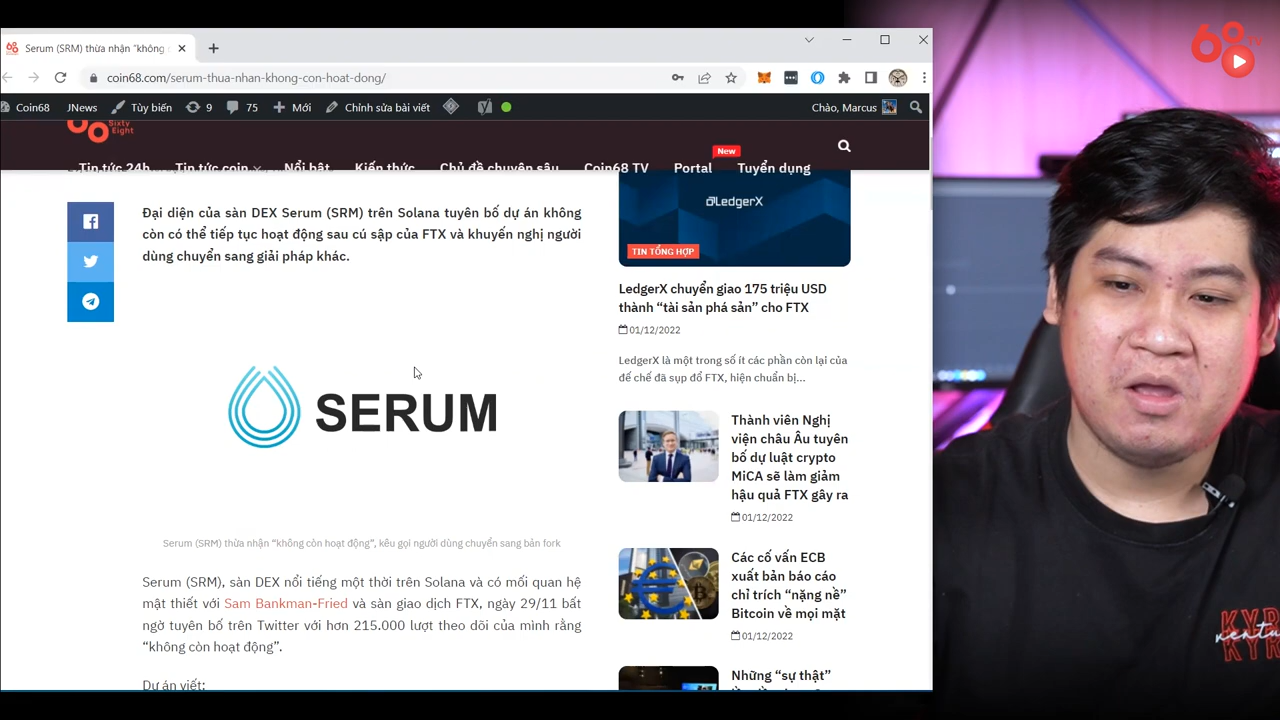 Serum (SRM) thừa nhận "không
coin68.com/serum-thua-nhan-khong-con-hoat-dong/
Coin68
JNews
Tùy biến
9
75
Mới
Chỉnh sửa bài viết
Chào, Marcus
Sixty
Eight
Tin tức 24h
Tin tức coin
Nổi bật
Kiến thức
Chủ đề chuyên sâu
Coin68 TV
Portal
New
Tuyển dụng
Đại diện của sàn DEX Serum (SRM) trên Solana tuyên bố dự án không
còn có thể tiếp tục hoạt động sau cú sập của FTX và khuyến nghị người
dùng chuyển sang giải pháp khác.
SERUM
Serum (SRM) thừa nhận “không còn hoạt động”, kêu gọi người dùng chuyển sang bản fork
Serum (SRM), sàn DEX nổi tiếng một thời trên Solana và có mối quan hệ
mật thiết với Sam Bankman-Fried và sàn giao dịch FTX, ngày 29/11 bất
ngờ tuyên bố trên Twitter với hơn 215.000 lượt theo dõi của mình rằng
“không còn hoạt động”.
Dự án viết:
LedgerX
TIN TỔNG HỢP
LedgerX chuyển giao 175 triệu USD
thành “tài sản phá sản” cho FTX
01/12/2022
LedgerX là một trong số ít các phần còn lại của
đế chế đã sụp đổ FTX, hiện chuẩn bị...
Thành viên Nghị
viện châu Âu tuyên
bố dự luật crypto
MiCA sẽ làm giảm
hậu quả FTX gây ra
01/12/2022
Các cố vấn ECB
xuất bản báo cáo
chỉ trích “nặng nề”
Bitcoin về mọi mặt
01/12/2022
Những “sự thật”
68
TV
KYR
ventu
KYR